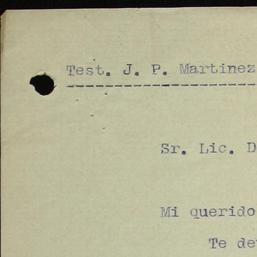 Test. J. P. Martinez
Sr. Lic. D
Mi querido
Te de